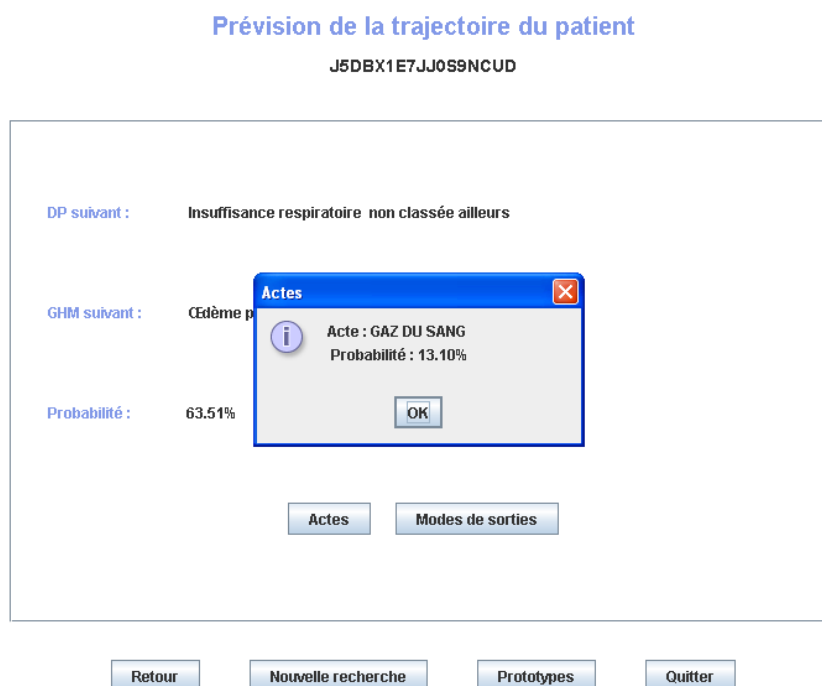 Prévision de la trajectoire du patient
J5DBX1E7JJ0S9NCUD
DP suivant : Insuffisance respiratoire non classée ailleurs
Actes
GHM suivant : Œdème p
Acte : GAZ DU SANG
Probabilité : 13.10%
Probabilité : 63.51%
OK
Actes Modes de sorties
Retour Nouvelle recherche Prototypes Quitter